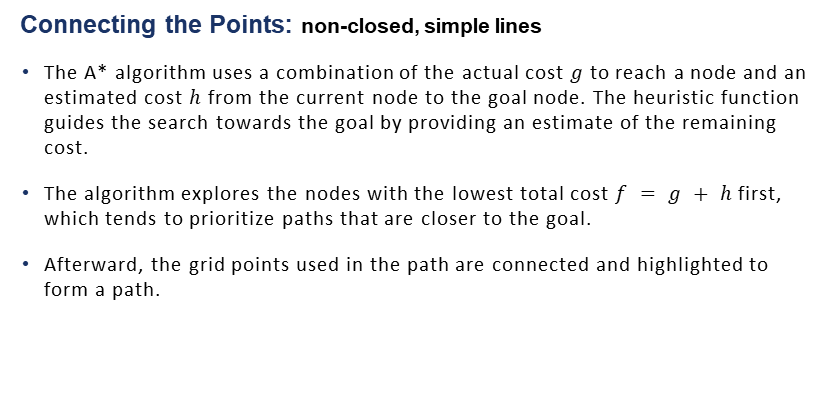 Connecting the Points: non-closed, simple lines
• The A* algorithm uses a combination of the actual cost g to reach a node and an
estimated cost h from the current node to the goal node. The heuristic function
guides the search towards the goal by providing an estimate of the remaining
cost.
• The algorithm explores the nodes with the lowest total cost f = g + h first,
which tends to prioritize paths that are closer to the goal.
• Afterward, the grid points used in the path are connected and highlighted to
form a path.